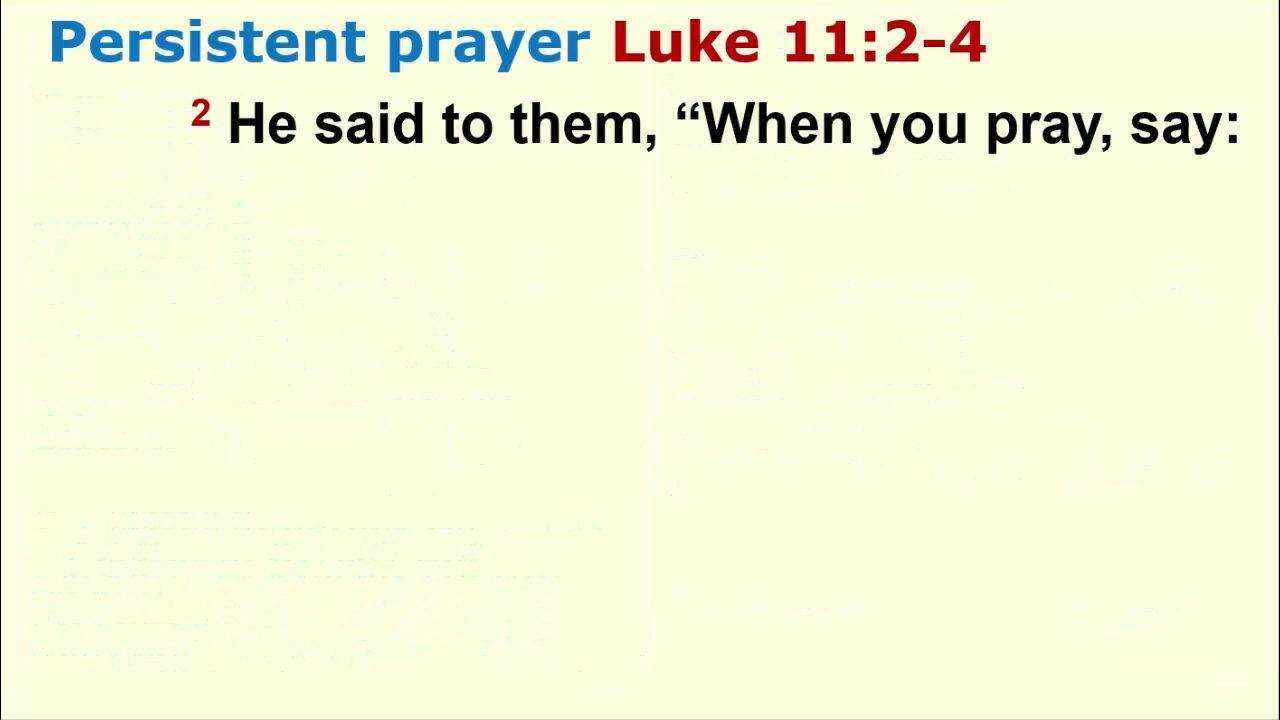 Persistent prayer Luke 11:2-4
2 He said to them, “When you pray, say: